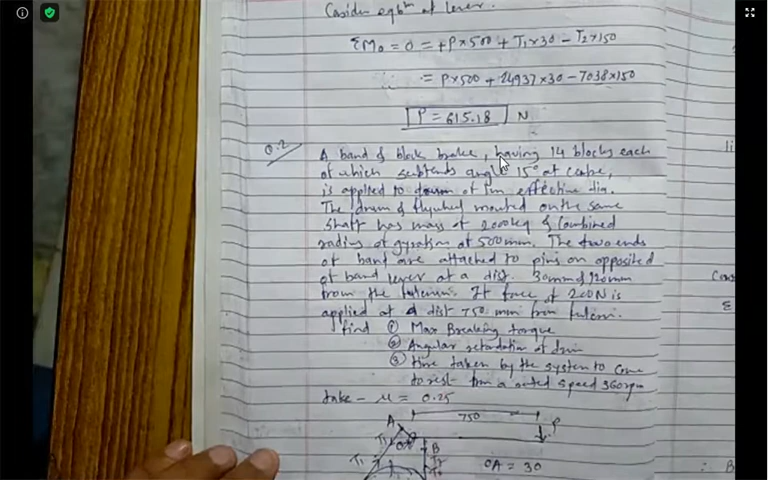 Consider eqbm of lever.
ΣM₀ = 0 = +P×500 + T₁×30 − T₂×150
= P×500 + 24937×30 − 7038×150
P = 615.18 N
Q.2
A band & block brake, having 14 blocks each
of which subtends angle 15° at centre,
is applied to drum of 1m effective dia.
The drum & flywheel mounted on the same
shaft has mass of 2000kg & combined
radius of gyration of 500mm. The two ends
of band are attached to pins on opposited
of band lever at a dist. 30mm & 120mm
from the fulcrum. If force of 200N is
applied at a dist 750 mm from fulcrum.
find ① Max Breaking torque
② Angular retardation of drum
③ time taken by the system to come
to rest from a rated speed 360rpm
take - μ = 0.25
750
P
A
T₁
B
OA = 30
T₁